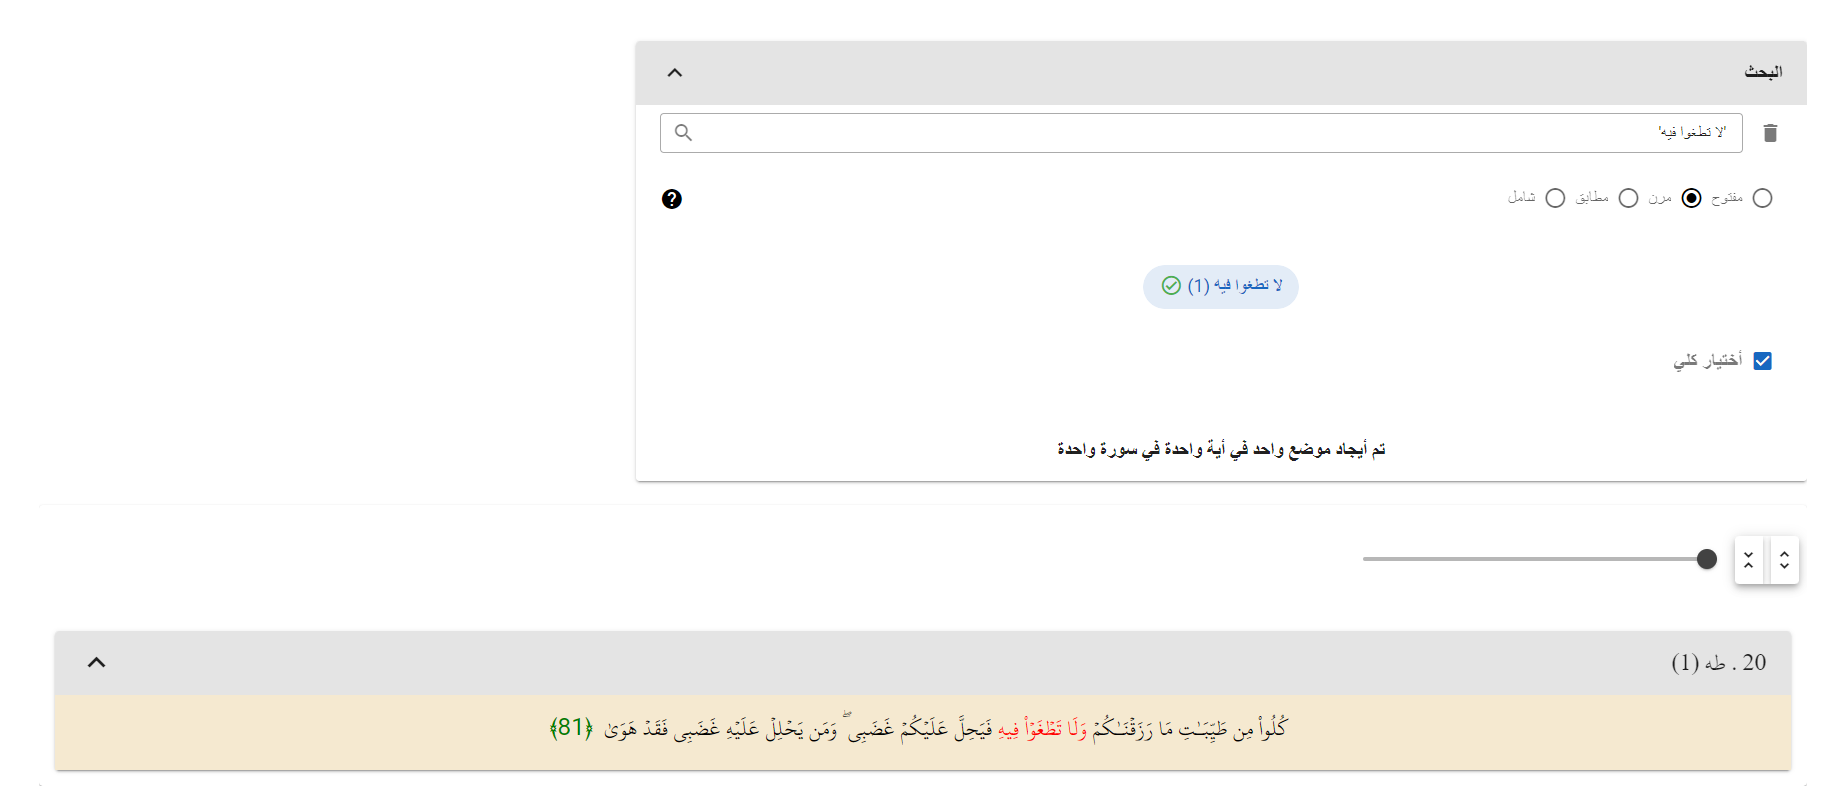 البحث
'لا تطغوا فيه'
مفتوح مرن مطابق شامل
لا تطغوا فيه (1)
أختيار كلي
تم أيجاد موضع واحد في أية واحدة في سورة واحدة
20 . طه (1)
كُلُوا۟ مِن طَيِّبَـٰتِ مَا رَزَقْنَـٰكُمْ وَلَا تَطْغَوْا۟ فِيهِ فَيَحِلَّ عَلَيْكُمْ غَضَبِى ۖ وَمَن يَحْلِلْ عَلَيْهِ غَضَبِى فَقَدْ هَوَىٰ ﴿81﴾